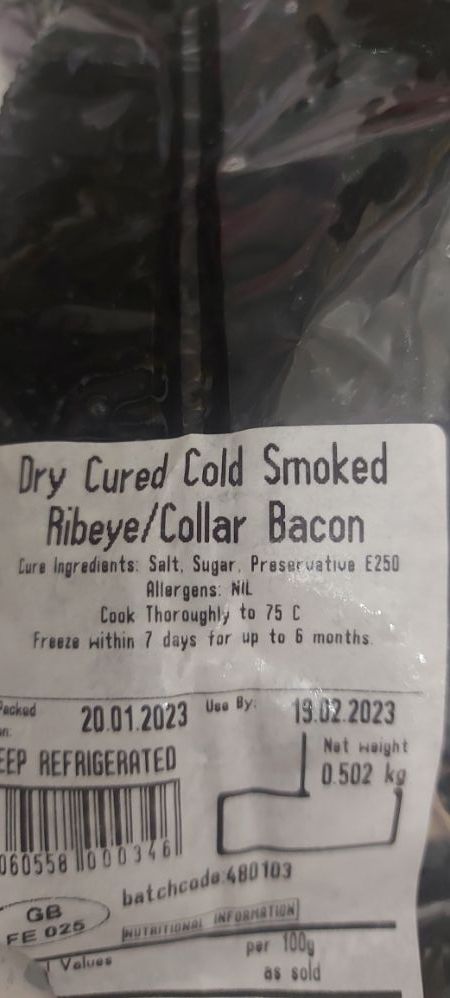 Dry Cured Cold Smoked
Ribeye/Collar Bacon
Cure Ingredients: Salt, Sugar, Preservative E250
Allergens: NIL
Cook Thoroughly to 75 C
Freeze within 7 days for up to 6 months.
Packed
on: 20.01.2023 Use By: 19.02.2023
EEP REFRIGERATED
Net weight
0.502 kg
060558 000346
batchcode:480103
GB
FE 025
NUTRITIONAL INFORMATION
Values per 100g
as sold